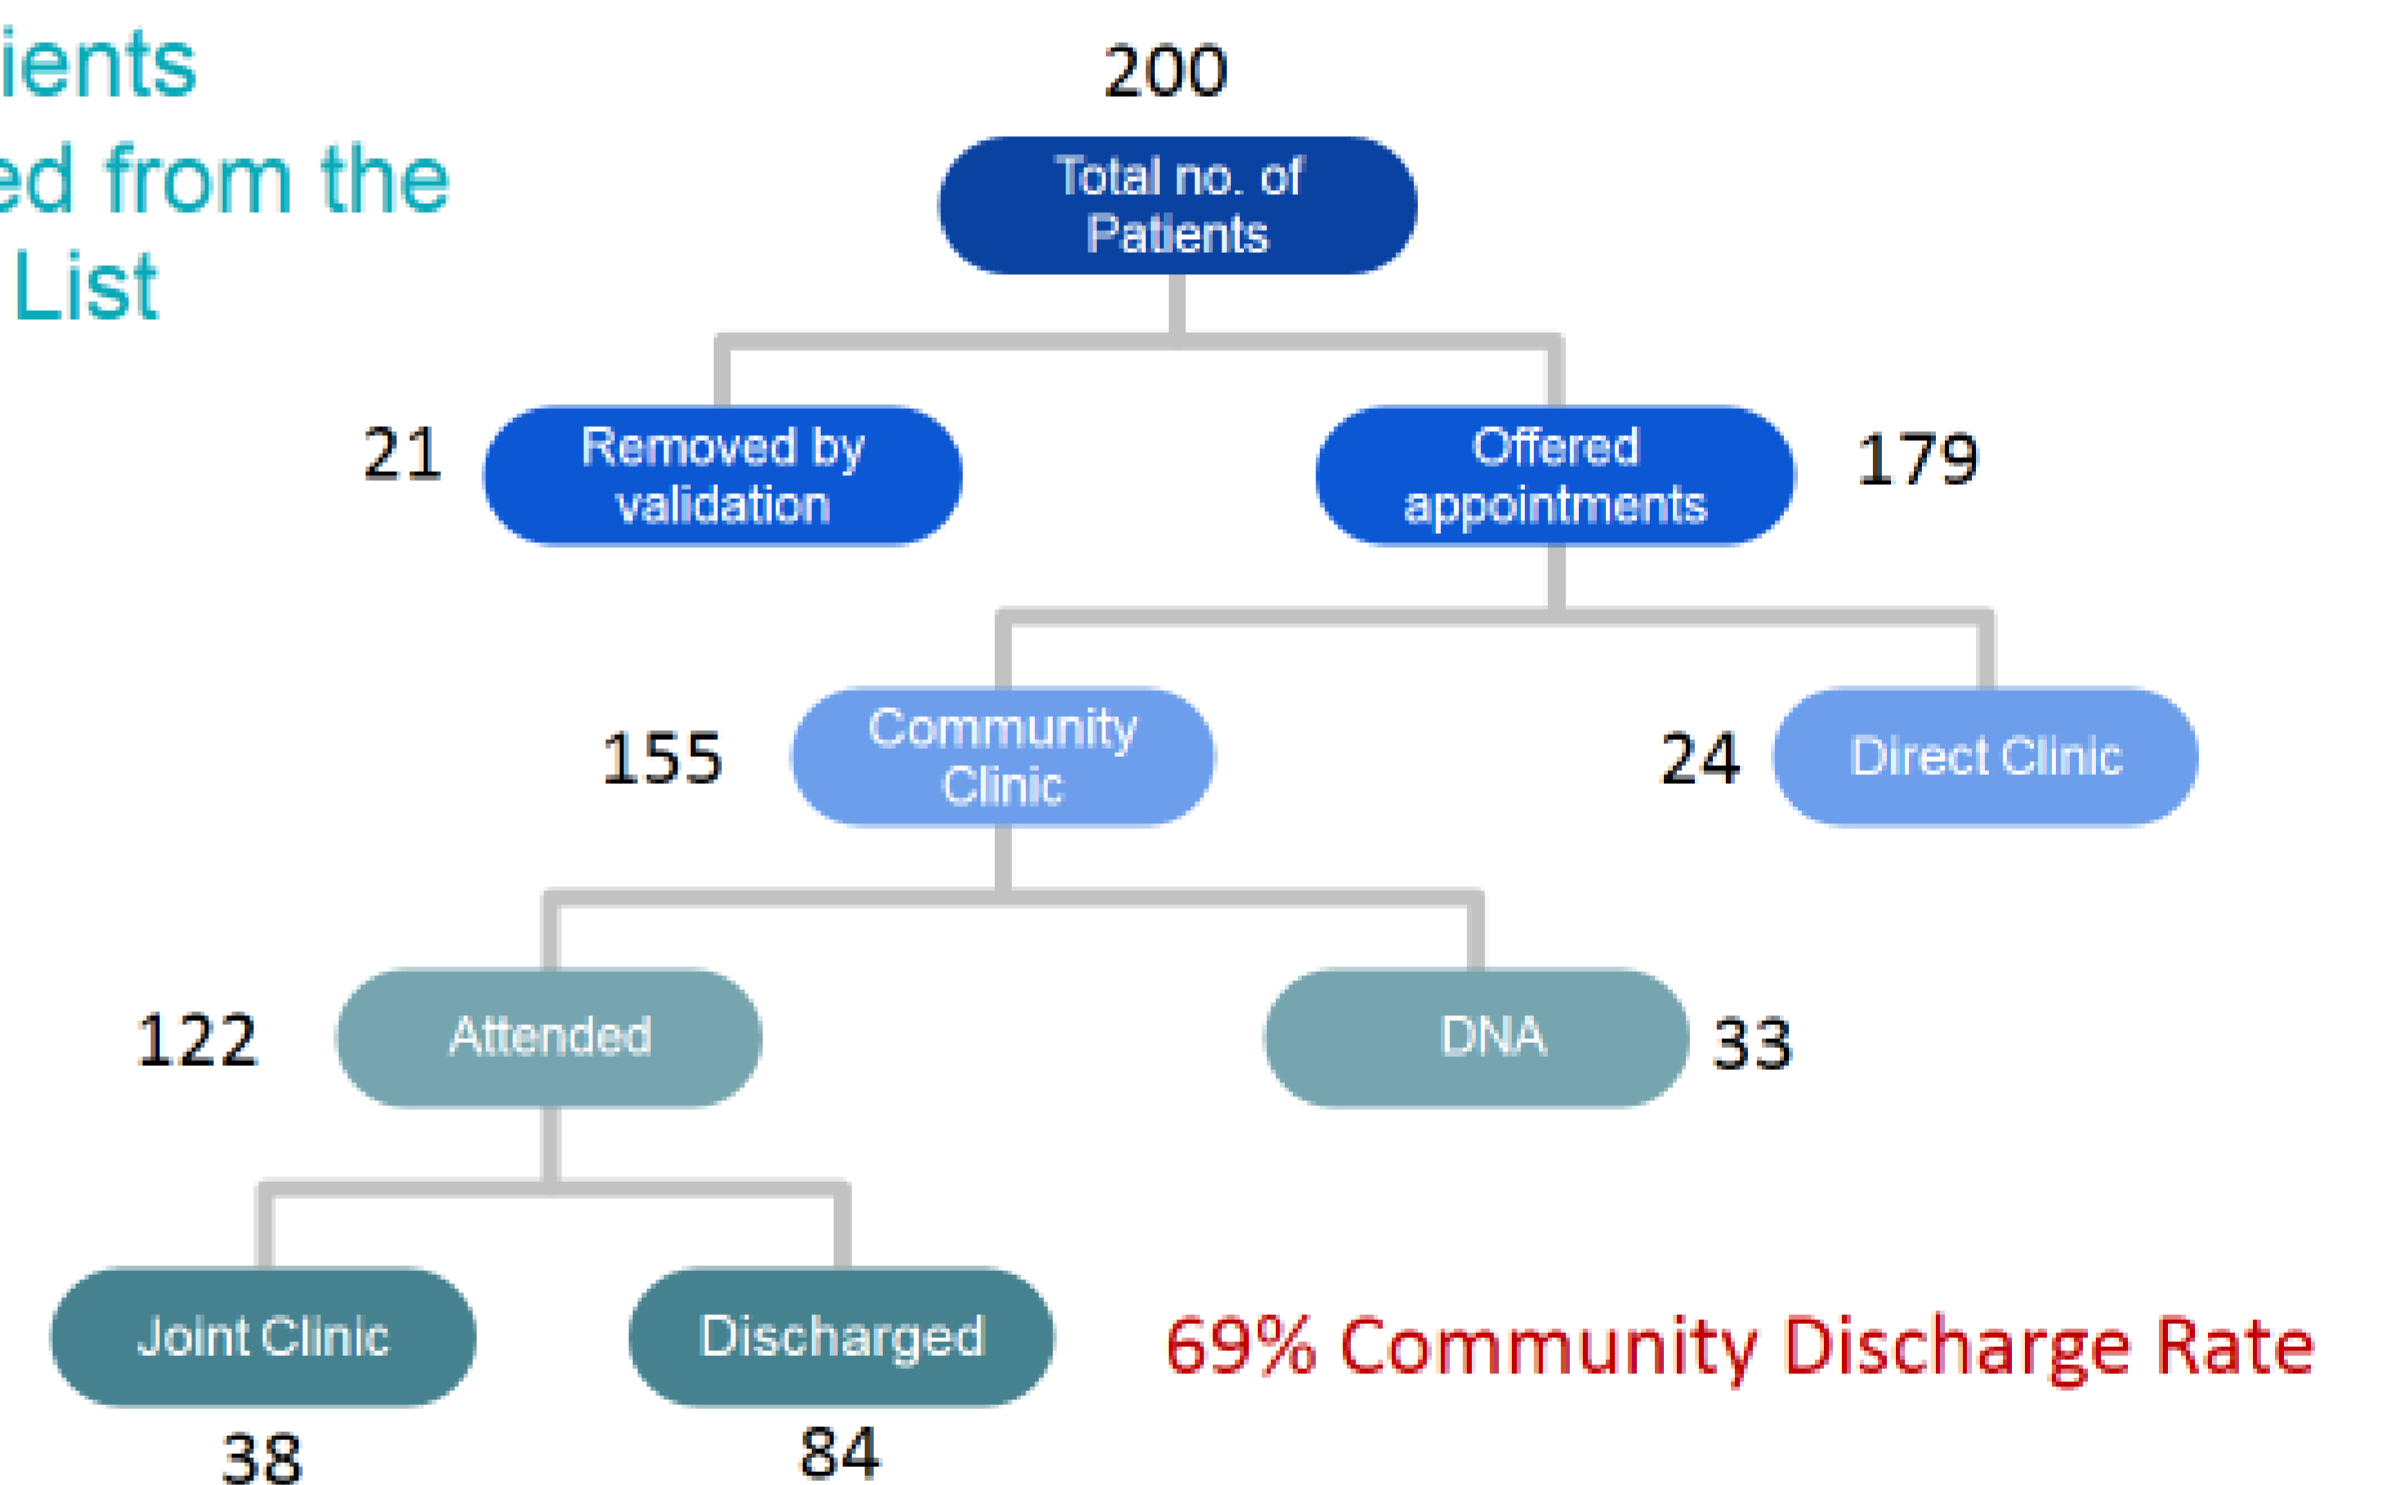 ients
ed from the
List
200
Total no. of
Patients
21
Removed by
validation
Offered
appointments
179
155
Community
Clinic
24
Direct Clinic
122
Attended
DNA
33
Joint Clinic
Discharged
69% Community Discharge Rate
38
84